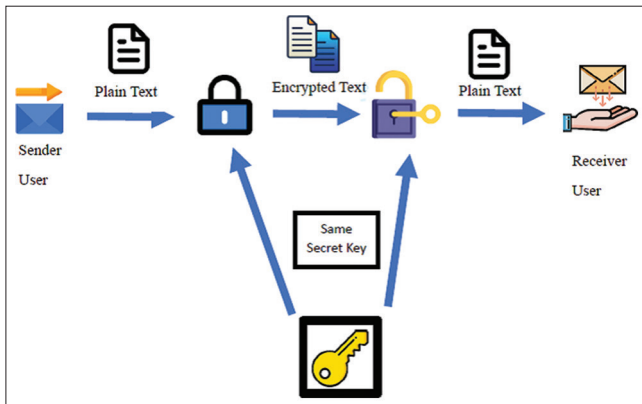 Plain Text
Encrypted Text
Plain Text
Sender
User
Receiver
User
Same
Secret Key